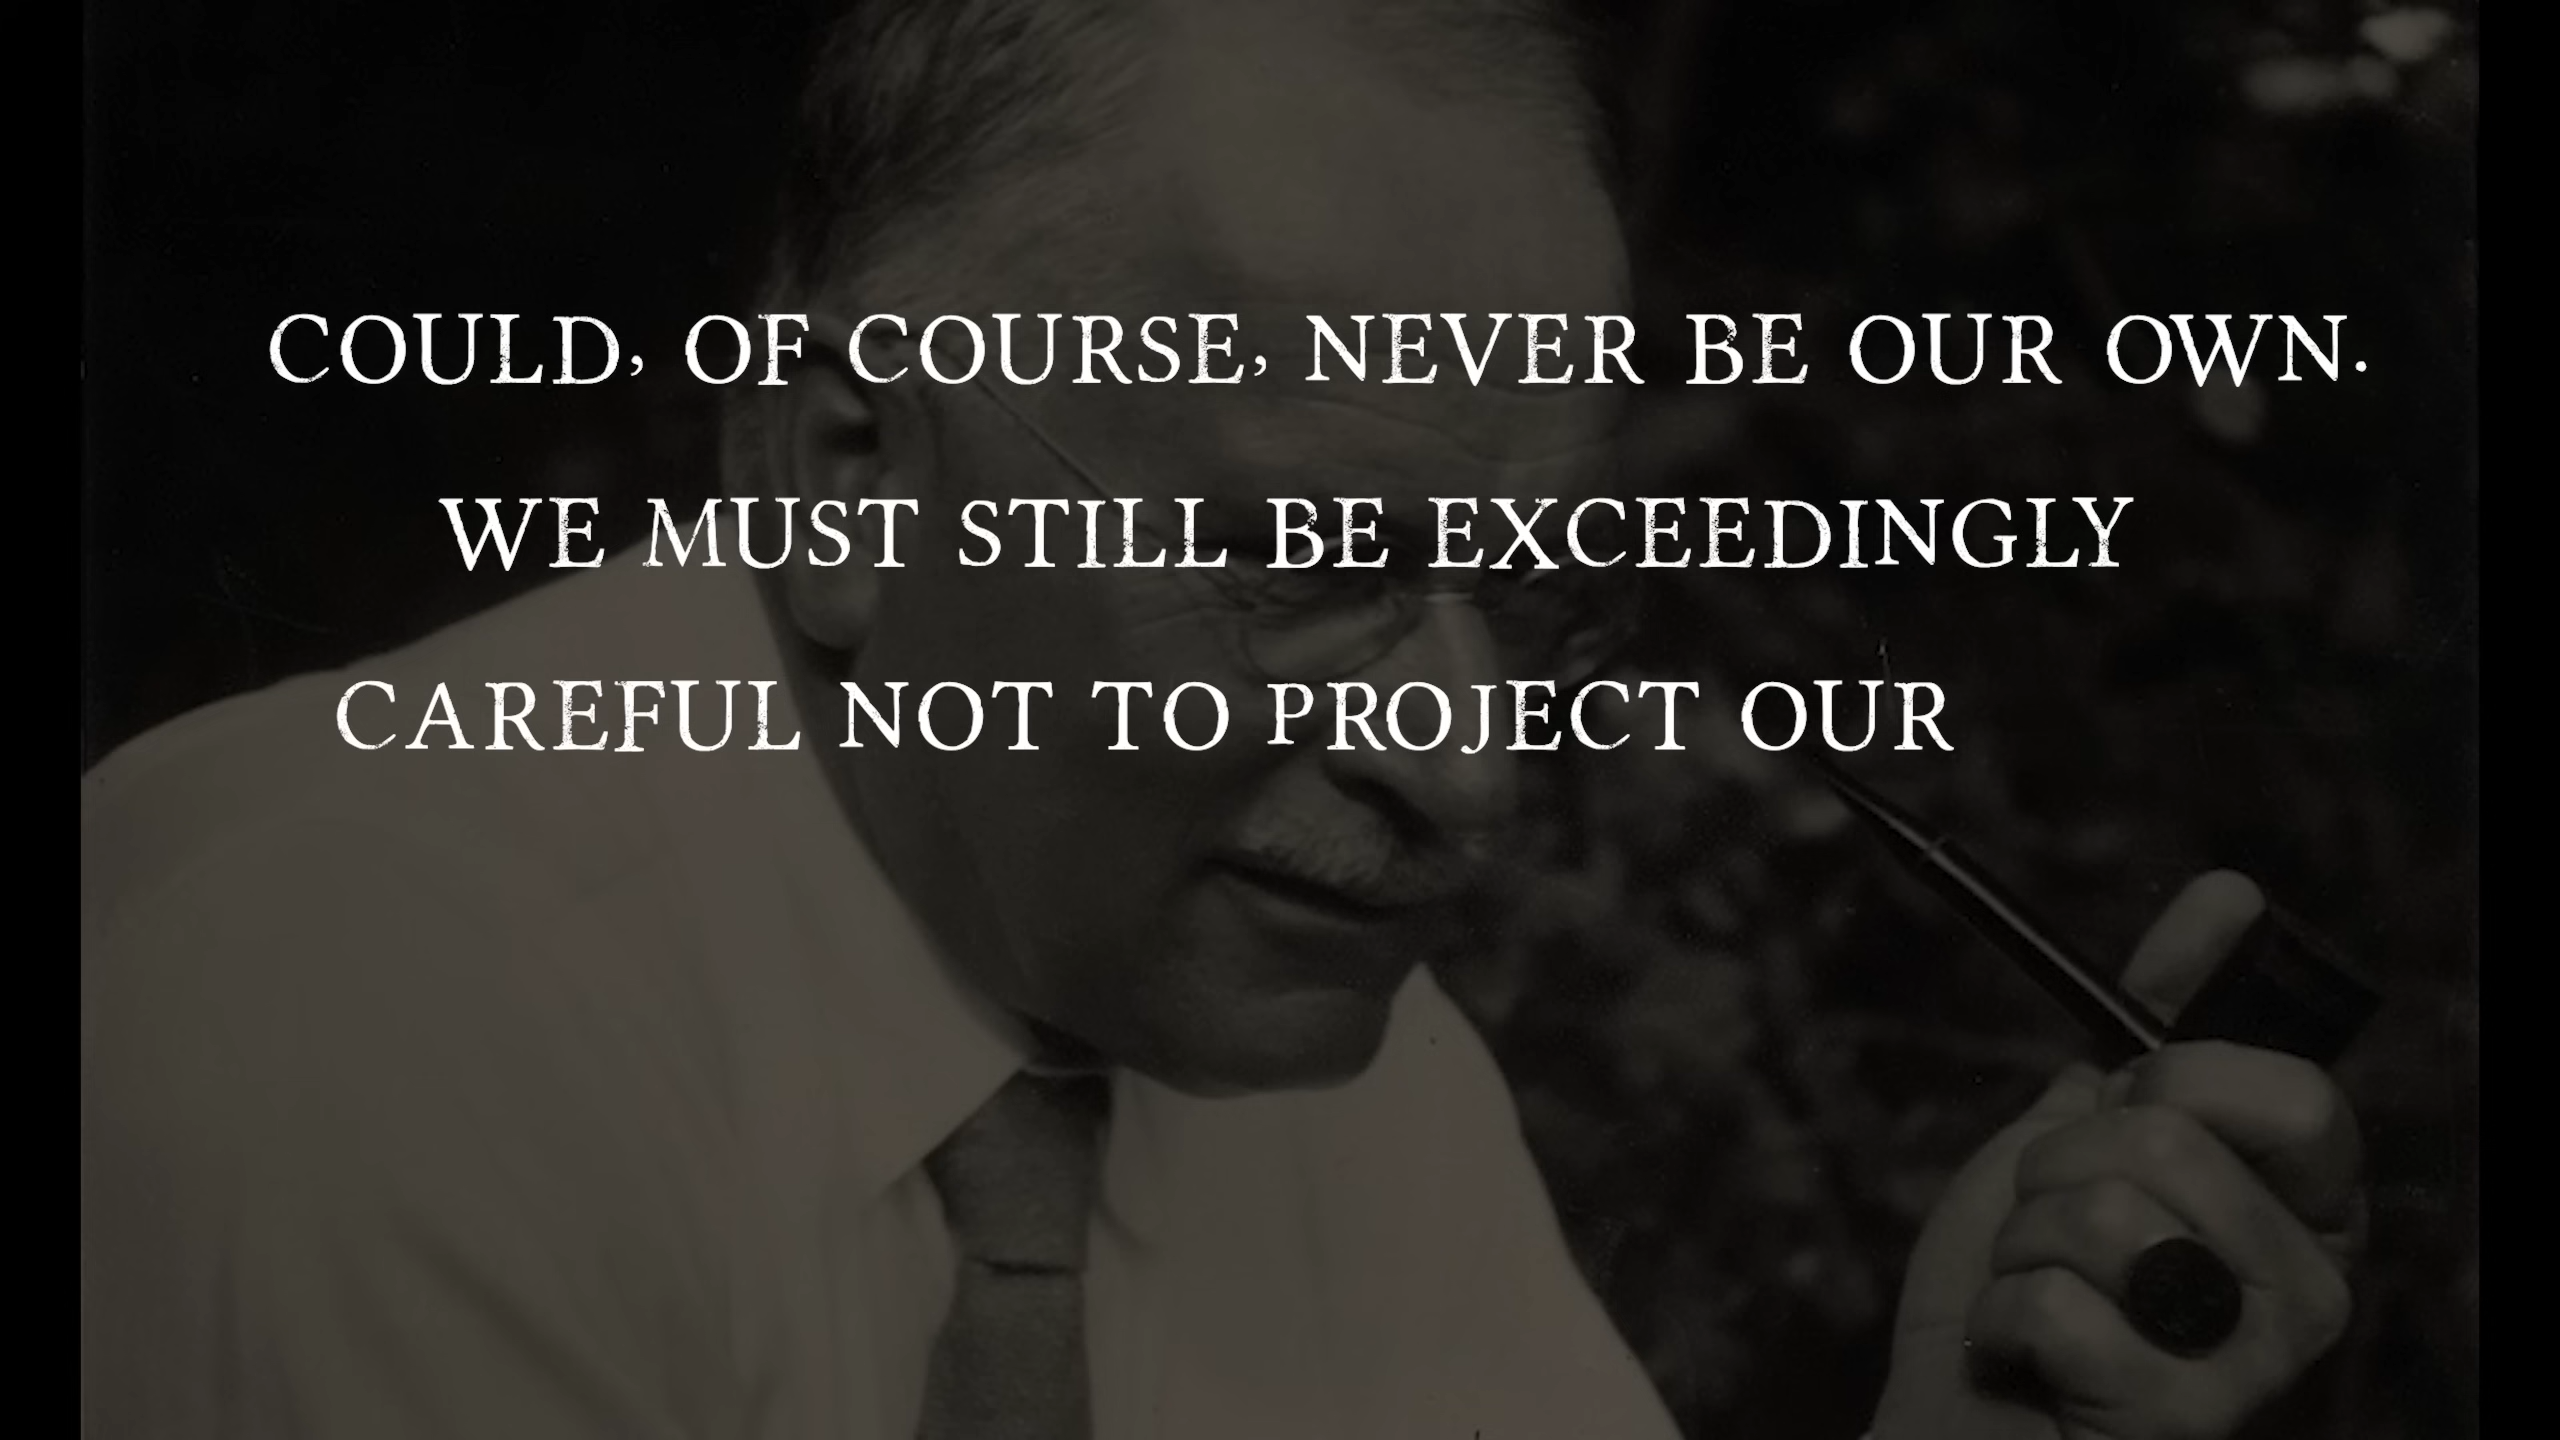 COULD, OF COURSE, NEVER BE OUR OWN.
WE MUST STILL BE EXCEEDINGLY
CAREFUL NOT TO PROJECT OUR